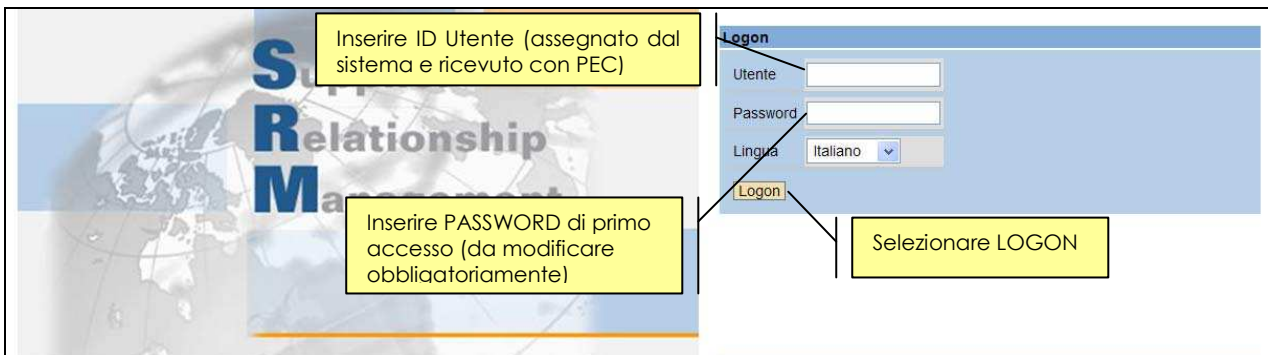 Inserire ID Utente (assegnato dal
sistema e ricevuto con PEC)
S
Relationship
Management
Inserire PASSWORD di primo
accesso (da modificare
obbligatoriamente)
Logon
Utente
Password
Lingua Italiano
Logon
Selezionare LOGON